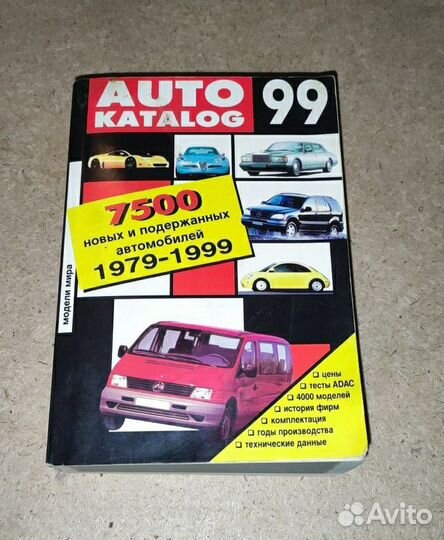 AUTO
KATALOG
99
7500
новых и подержанных
автомобилей
1979-1999
модели мира
цены
тесты ADAC
4000 моделей
история фирм
комплектация
годы производства
технические данные
Avito